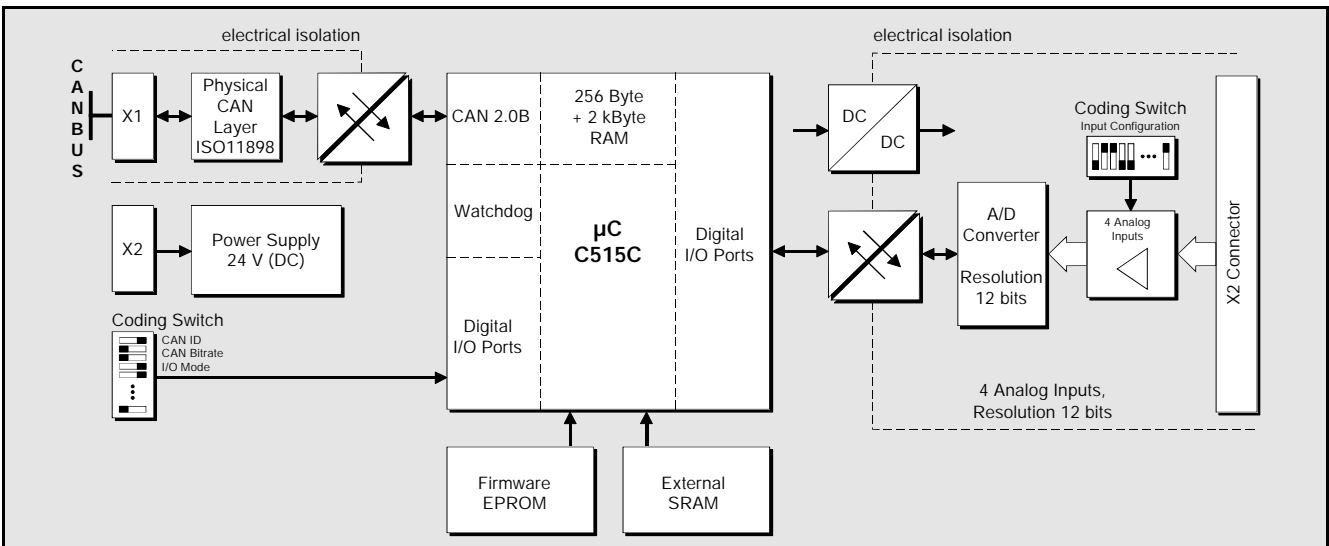 electrical isolation
electrical isolation
CANBUS
X1
Physical
CAN
Layer
ISO11898
CAN 2.0B
256 Byte
+ 2 kByte
RAM
DC
DC
Coding Switch
Input Configuration
X2
Power Supply
24 V (DC)
Watchdog
µC
C515C
Digital
I/O Ports
A/D
Converter
Resolution
12 bits
4 Analog
Inputs
X2 Connector
Coding Switch
CAN ID
CAN Bitrate
I/O Mode
Digital
I/O Ports
4 Analog Inputs,
Resolution 12 bits
Firmware
EPROM
External
SRAM